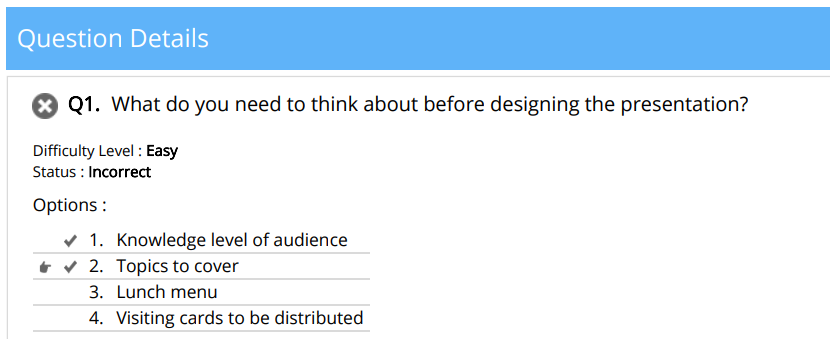 Question Details
Q1. What do you need to think about before designing the presentation?
Difficulty Level : Easy
Status : Incorrect
Options :
1. Knowledge level of audience
2. Topics to cover
3. Lunch menu
4. Visiting cards to be distributed